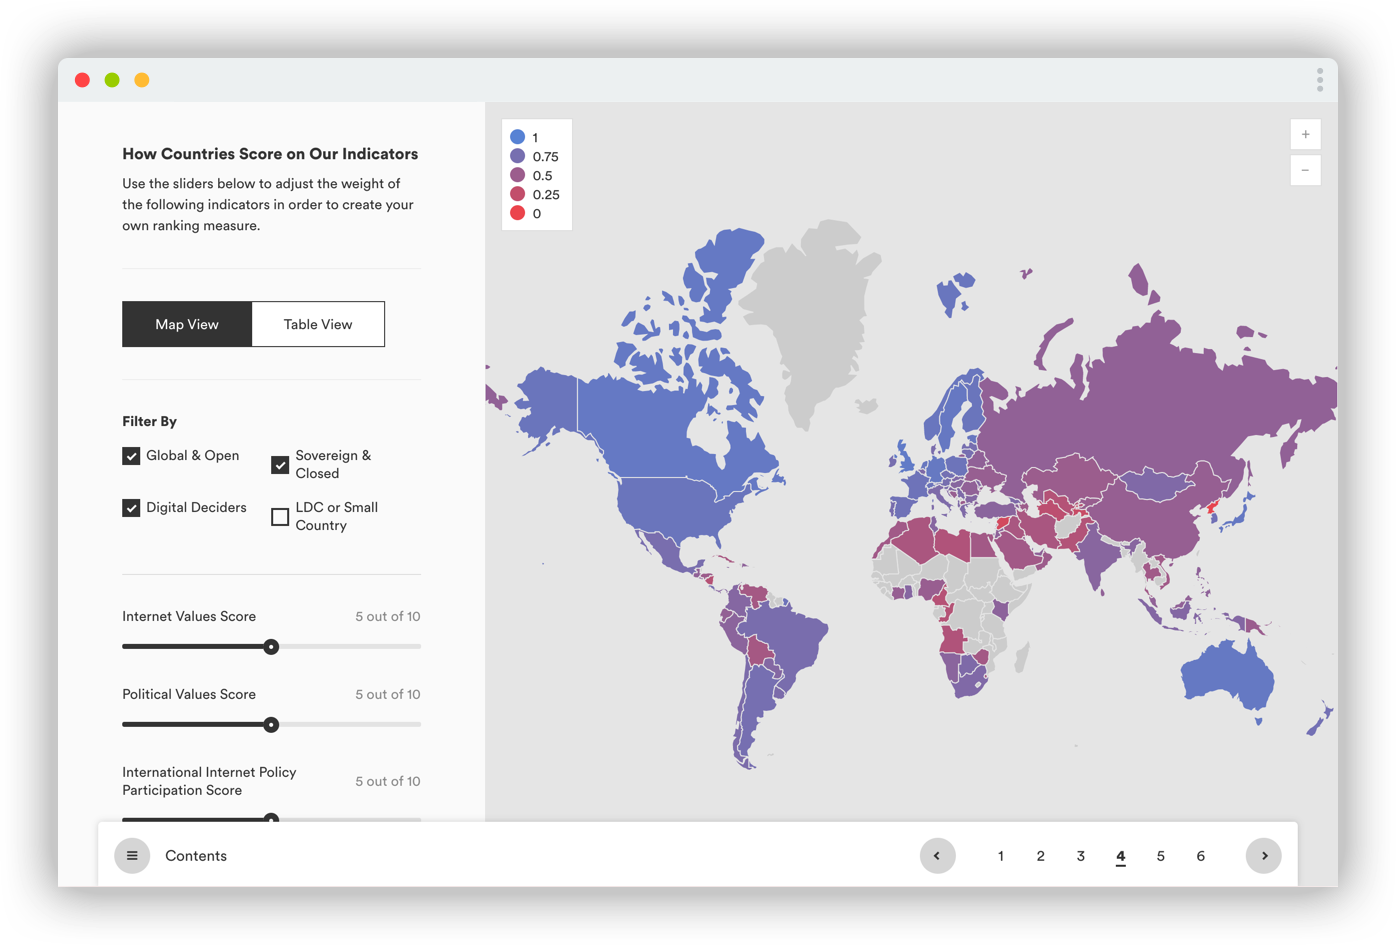 How Countries Score on Our Indicators
Use the sliders below to adjust the weight of
the following indicators in order to create your
own ranking measure.
Map View
Table View
Filter By
Global & Open
Sovereign &
Closed
Digital Deciders
LDC or Small
Country
Internet Values Score
5 out of 10
Political Values Score
5 out of 10
International Internet Policy
Participation Score
5 out of 10
1
0.75
0.5
0.25
0
+
−
Contents
1 2 3 4 5 6